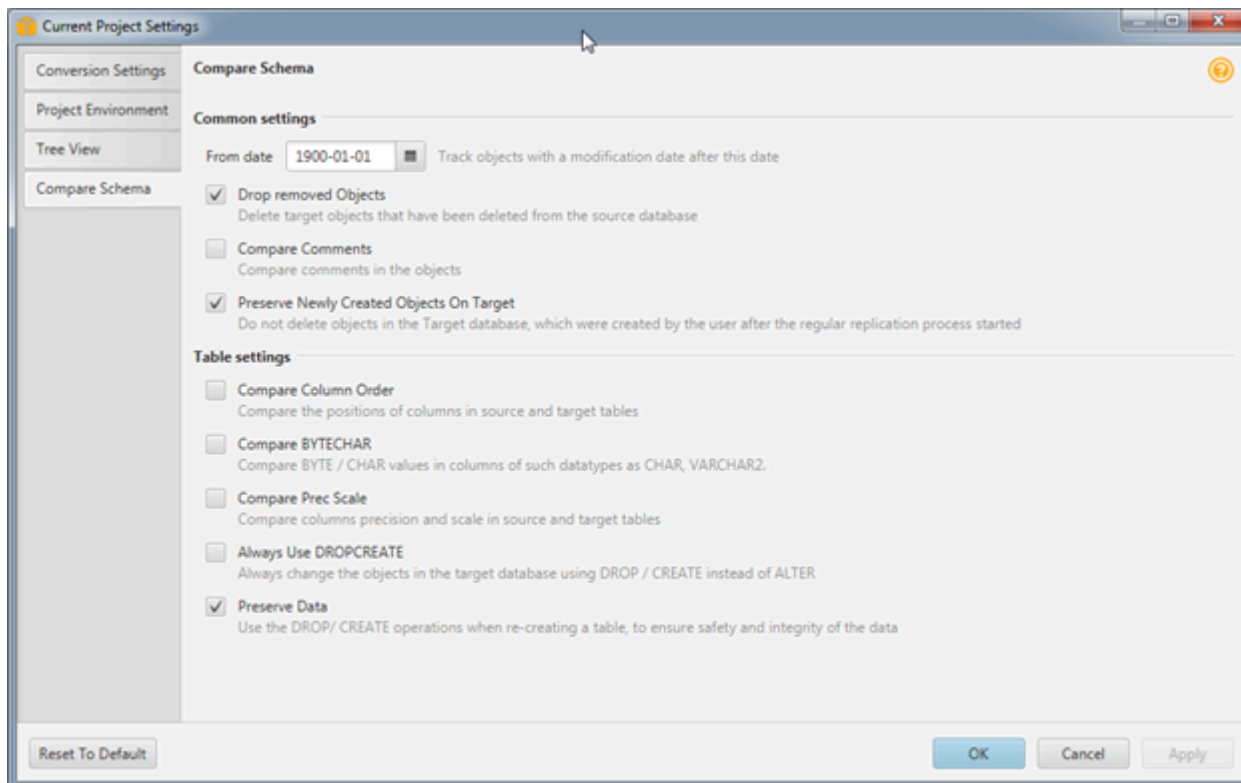 Current Project Settings
Conversion Settings
Project Environment
Tree View
Compare Schema
Compare Schema
Common settings
From date 1900-01-01 Track objects with a modification date after this date
Drop removed Objects
Delete target objects that have been deleted from the source database
Compare Comments
Compare comments in the objects
Preserve Newly Created Objects On Target
Do not delete objects in the Target database, which were created by the user after the regular replication process started
Table settings
Compare Column Order
Compare the positions of columns in source and target tables
Compare BYTECHAR
Compare BYTE / CHAR values in columns of such datatypes as CHAR, VARCHAR2.
Compare Prec Scale
Compare columns precision and scale in source and target tables
Always Use DROPCREATE
Always change the objects in the target database using DROP / CREATE instead of ALTER
Preserve Data
Use the DROP/ CREATE operations when re-creating a table, to ensure safety and integrity of the data
Reset To Default OK Cancel Apply